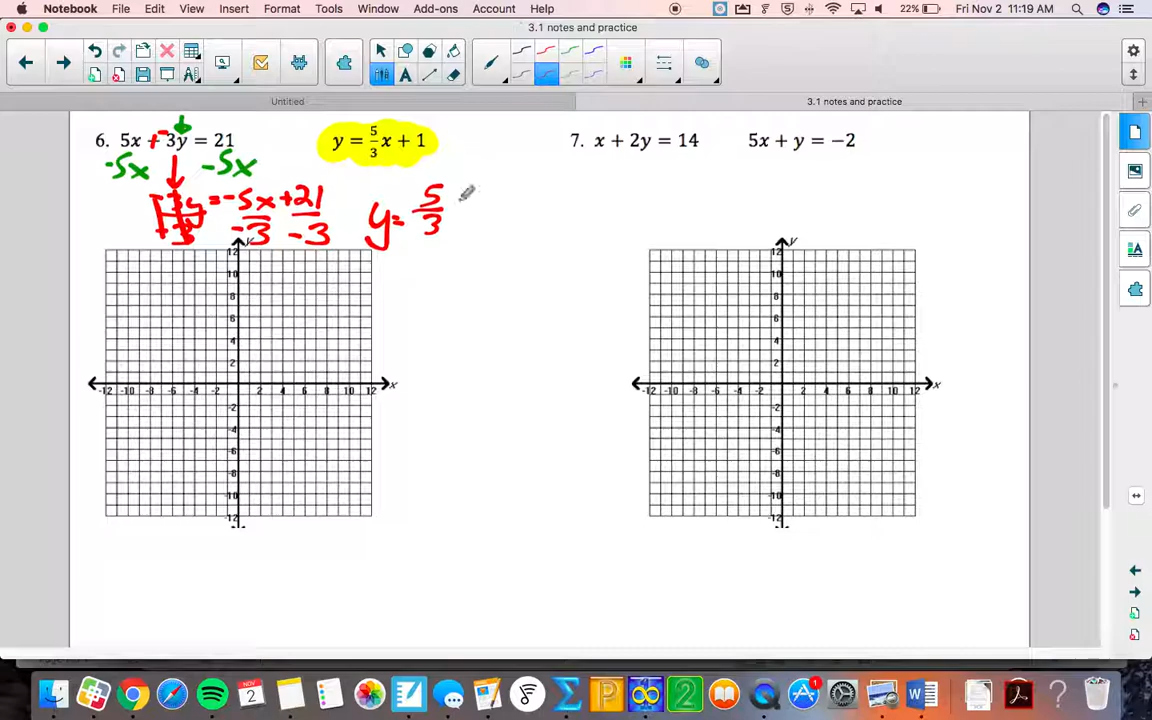 Notebook File Edit View Insert Format Tools Window Add-ons Account Help 22% Fri Nov 2 11:19 AM
3.1 notes and practice
Untitled 3.1 notes and practice
6. 5x − 3y = 21 y = 5/3 x + 1 7. x + 2y = 14 5x + y = −2
-5x -5x
-3y = -5x + 21
-3 -3 -3
y = 5/3
y y
12 10 8 6 4 2
12 10 8 6 4 2
-12 -10 -8 -6 -4 -2 2 4 6 8 10 12 x
-12 -10 -8 -6 -4 -2 2 4 6 8 10 12 x
-2 -4 -6 -8 -10 -12
-2 -4 -6 -8 -10 -12
NOV 2
1